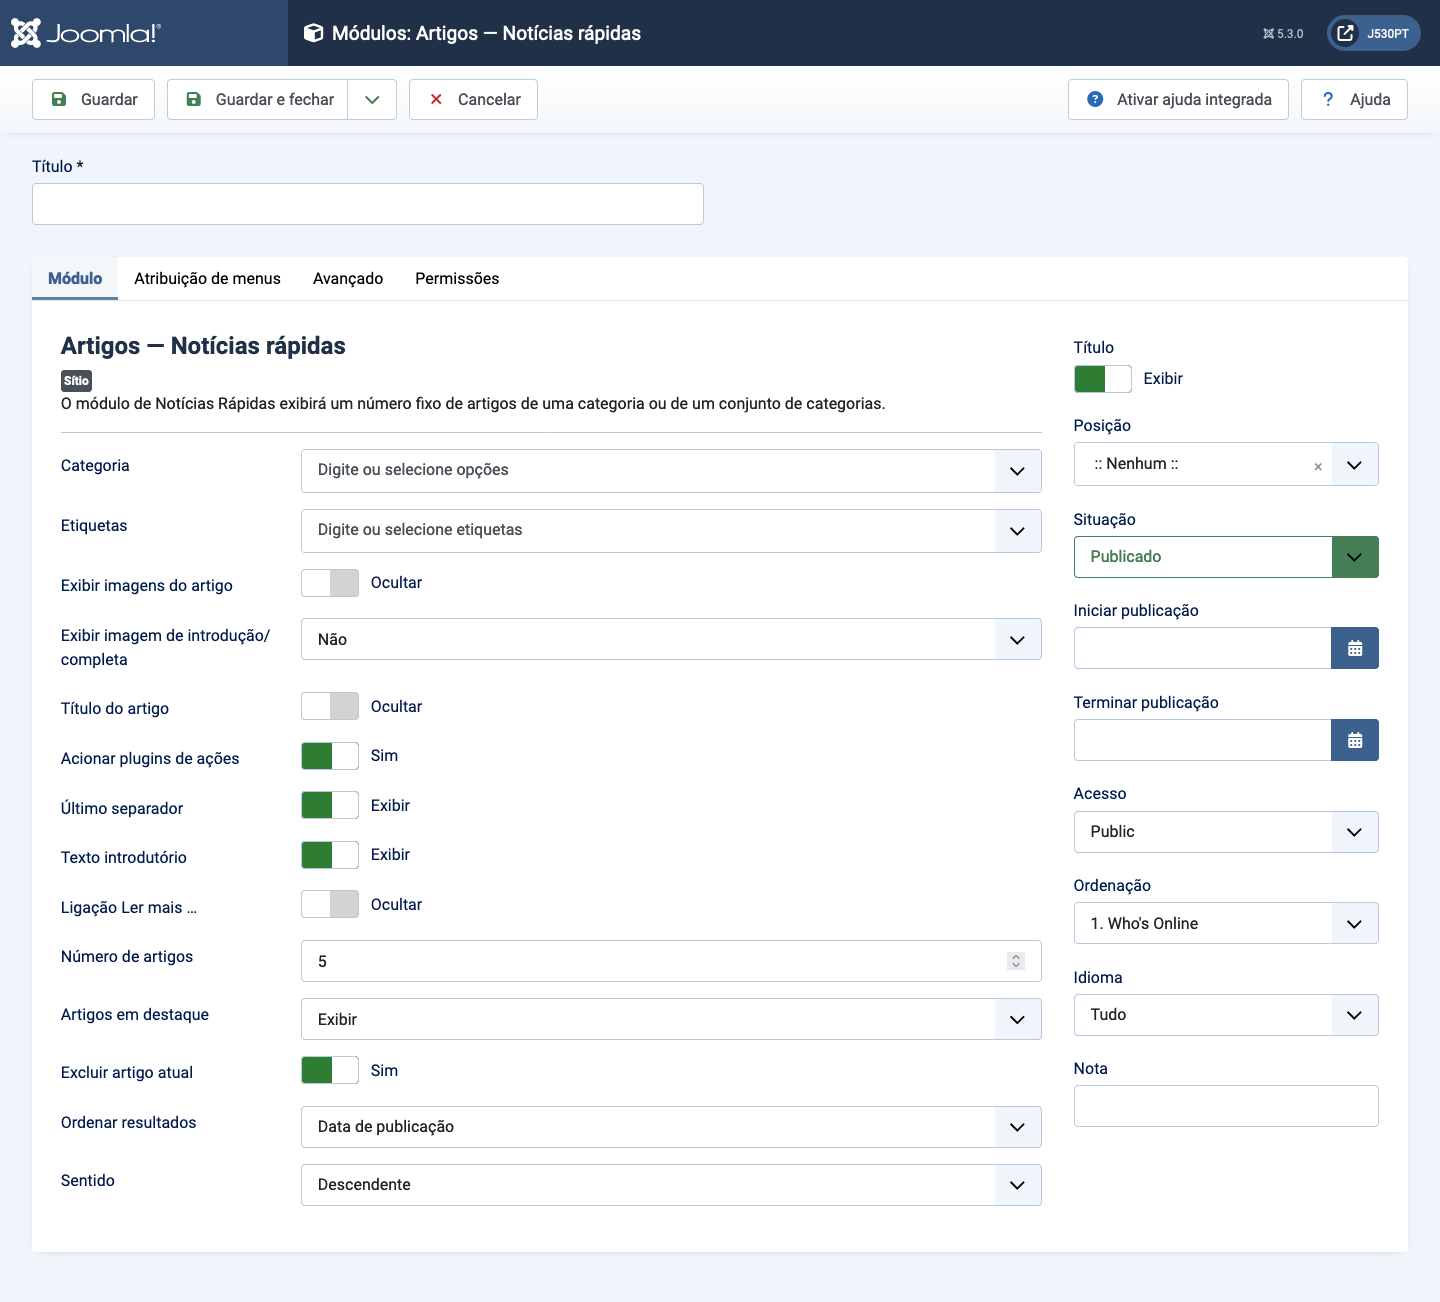 Joomla!®
Módulos: Artigos — Notícias rápidas
5.3.0
J530PT
Guardar
Guardar e fechar
Cancelar
Ativar ajuda integrada
Ajuda
Título *
Módulo
Atribuição de menus
Avançado
Permissões
Artigos — Notícias rápidas
Sítio
O módulo de Notícias Rápidas exibirá um número fixo de artigos de uma categoria ou de um conjunto de categorias.
Categoria
Digite ou selecione opções
Etiquetas
Digite ou selecione etiquetas
Exibir imagens do artigo
Ocultar
Exibir imagem de introdução/
completa
Não
Título do artigo
Ocultar
Acionar plugins de ações
Sim
Último separador
Exibir
Texto introdutório
Exibir
Ligação Ler mais ...
Ocultar
Número de artigos
5
Artigos em destaque
Exibir
Excluir artigo atual
Sim
Ordenar resultados
Data de publicação
Sentido
Descendente
Título
Exibir
Posição
:: Nenhum ::
Situação
Publicado
Iniciar publicação
Terminar publicação
Acesso
Public
Ordenação
1. Who's Online
Idioma
Tudo
Nota